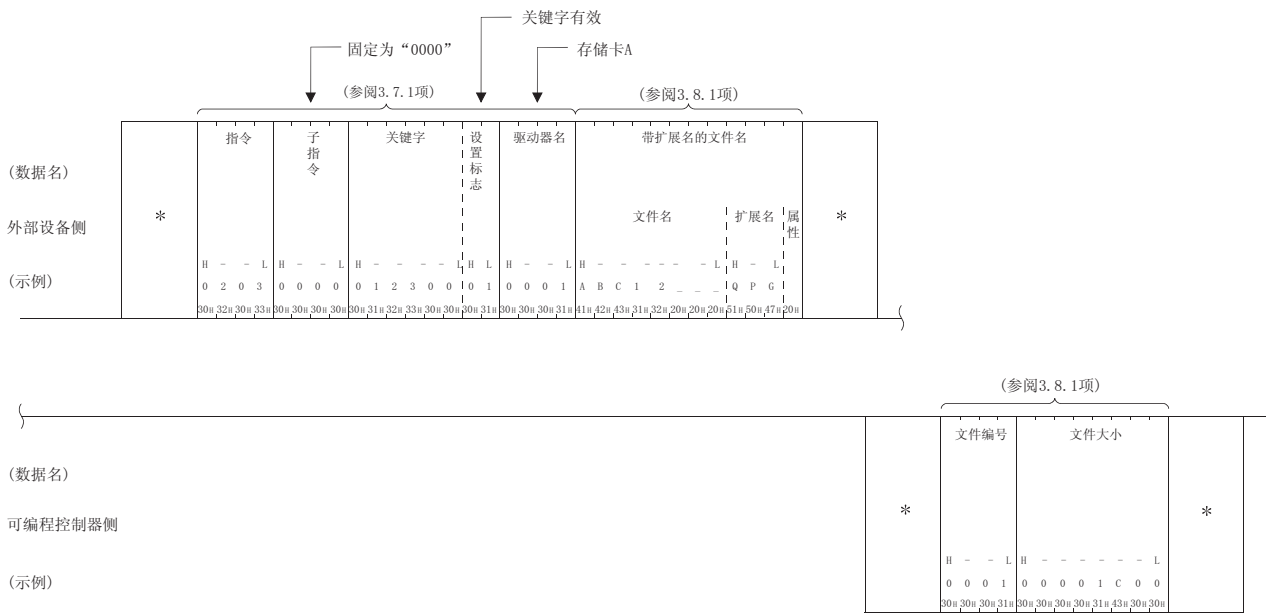 关键字有效
固定为“0000”
存储卡A
(参阅3.7.1项)
(参阅3.8.1项)
指令
子指令
关键字
设置标志
驱动器名
带扩展名的文件名
(数据名)
外部设备侧
(示例)
*
文件名
扩展名
属性
*
H - - L H - - L H - - - - L H L H - - L H - - - - - - L H - L
0 2 0 3 0 0 0 0 0 1 2 3 0 0 0 1 0 0 0 1 A B C 1 2 _ _ _ Q P G
30H 32H 30H 33H 30H 30H 30H 30H 30H 31H 32H 33H 30H 30H 30H 31H 30H 30H 30H 31H 41H 42H 43H 31H 32H 20H 20H 20H 51H 50H 47H 20H
(参阅3.8.1项)
文件编号
文件大小
(数据名)
可编程控制器侧
(示例)
*
*
H - - L H - - - - - - L
0 0 0 1 0 0 0 0 1 C 0 0
30H 30H 30H 31H 30H 30H 30H 30H 31H 43H 30H 30H